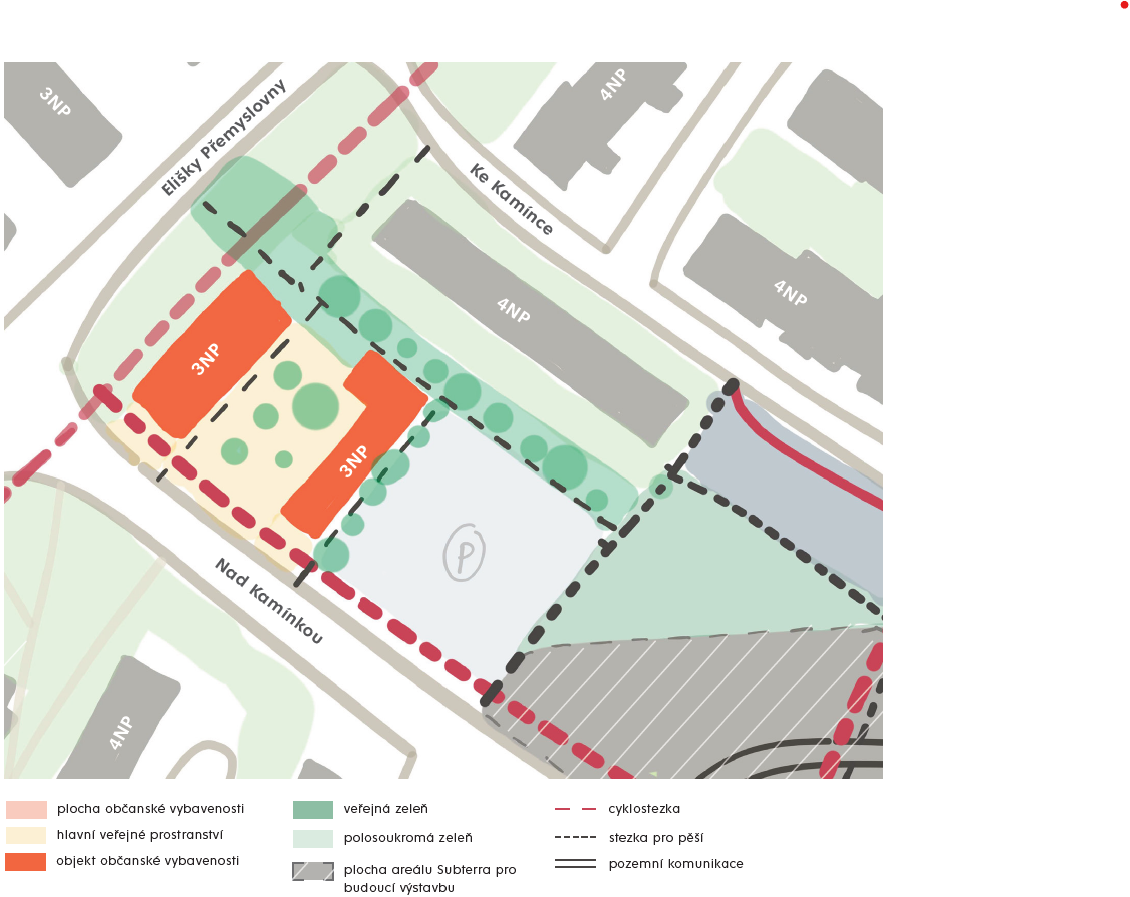 3NP
Elišky Přemyslovny
4NP
Ke Kamínce
4NP
4NP
3NP
3NP
P
Nad Kamínkou
4NP
plocha občanské vybavenosti
hlavní veřejné prostranství
objekt občanské vybavenosti
veřejná zeleň
polosoukromá zeleň
plocha areálu Subterra pro
budoucí výstavbu
cyklostezka
stezka pro pěší
pozemní komunikace